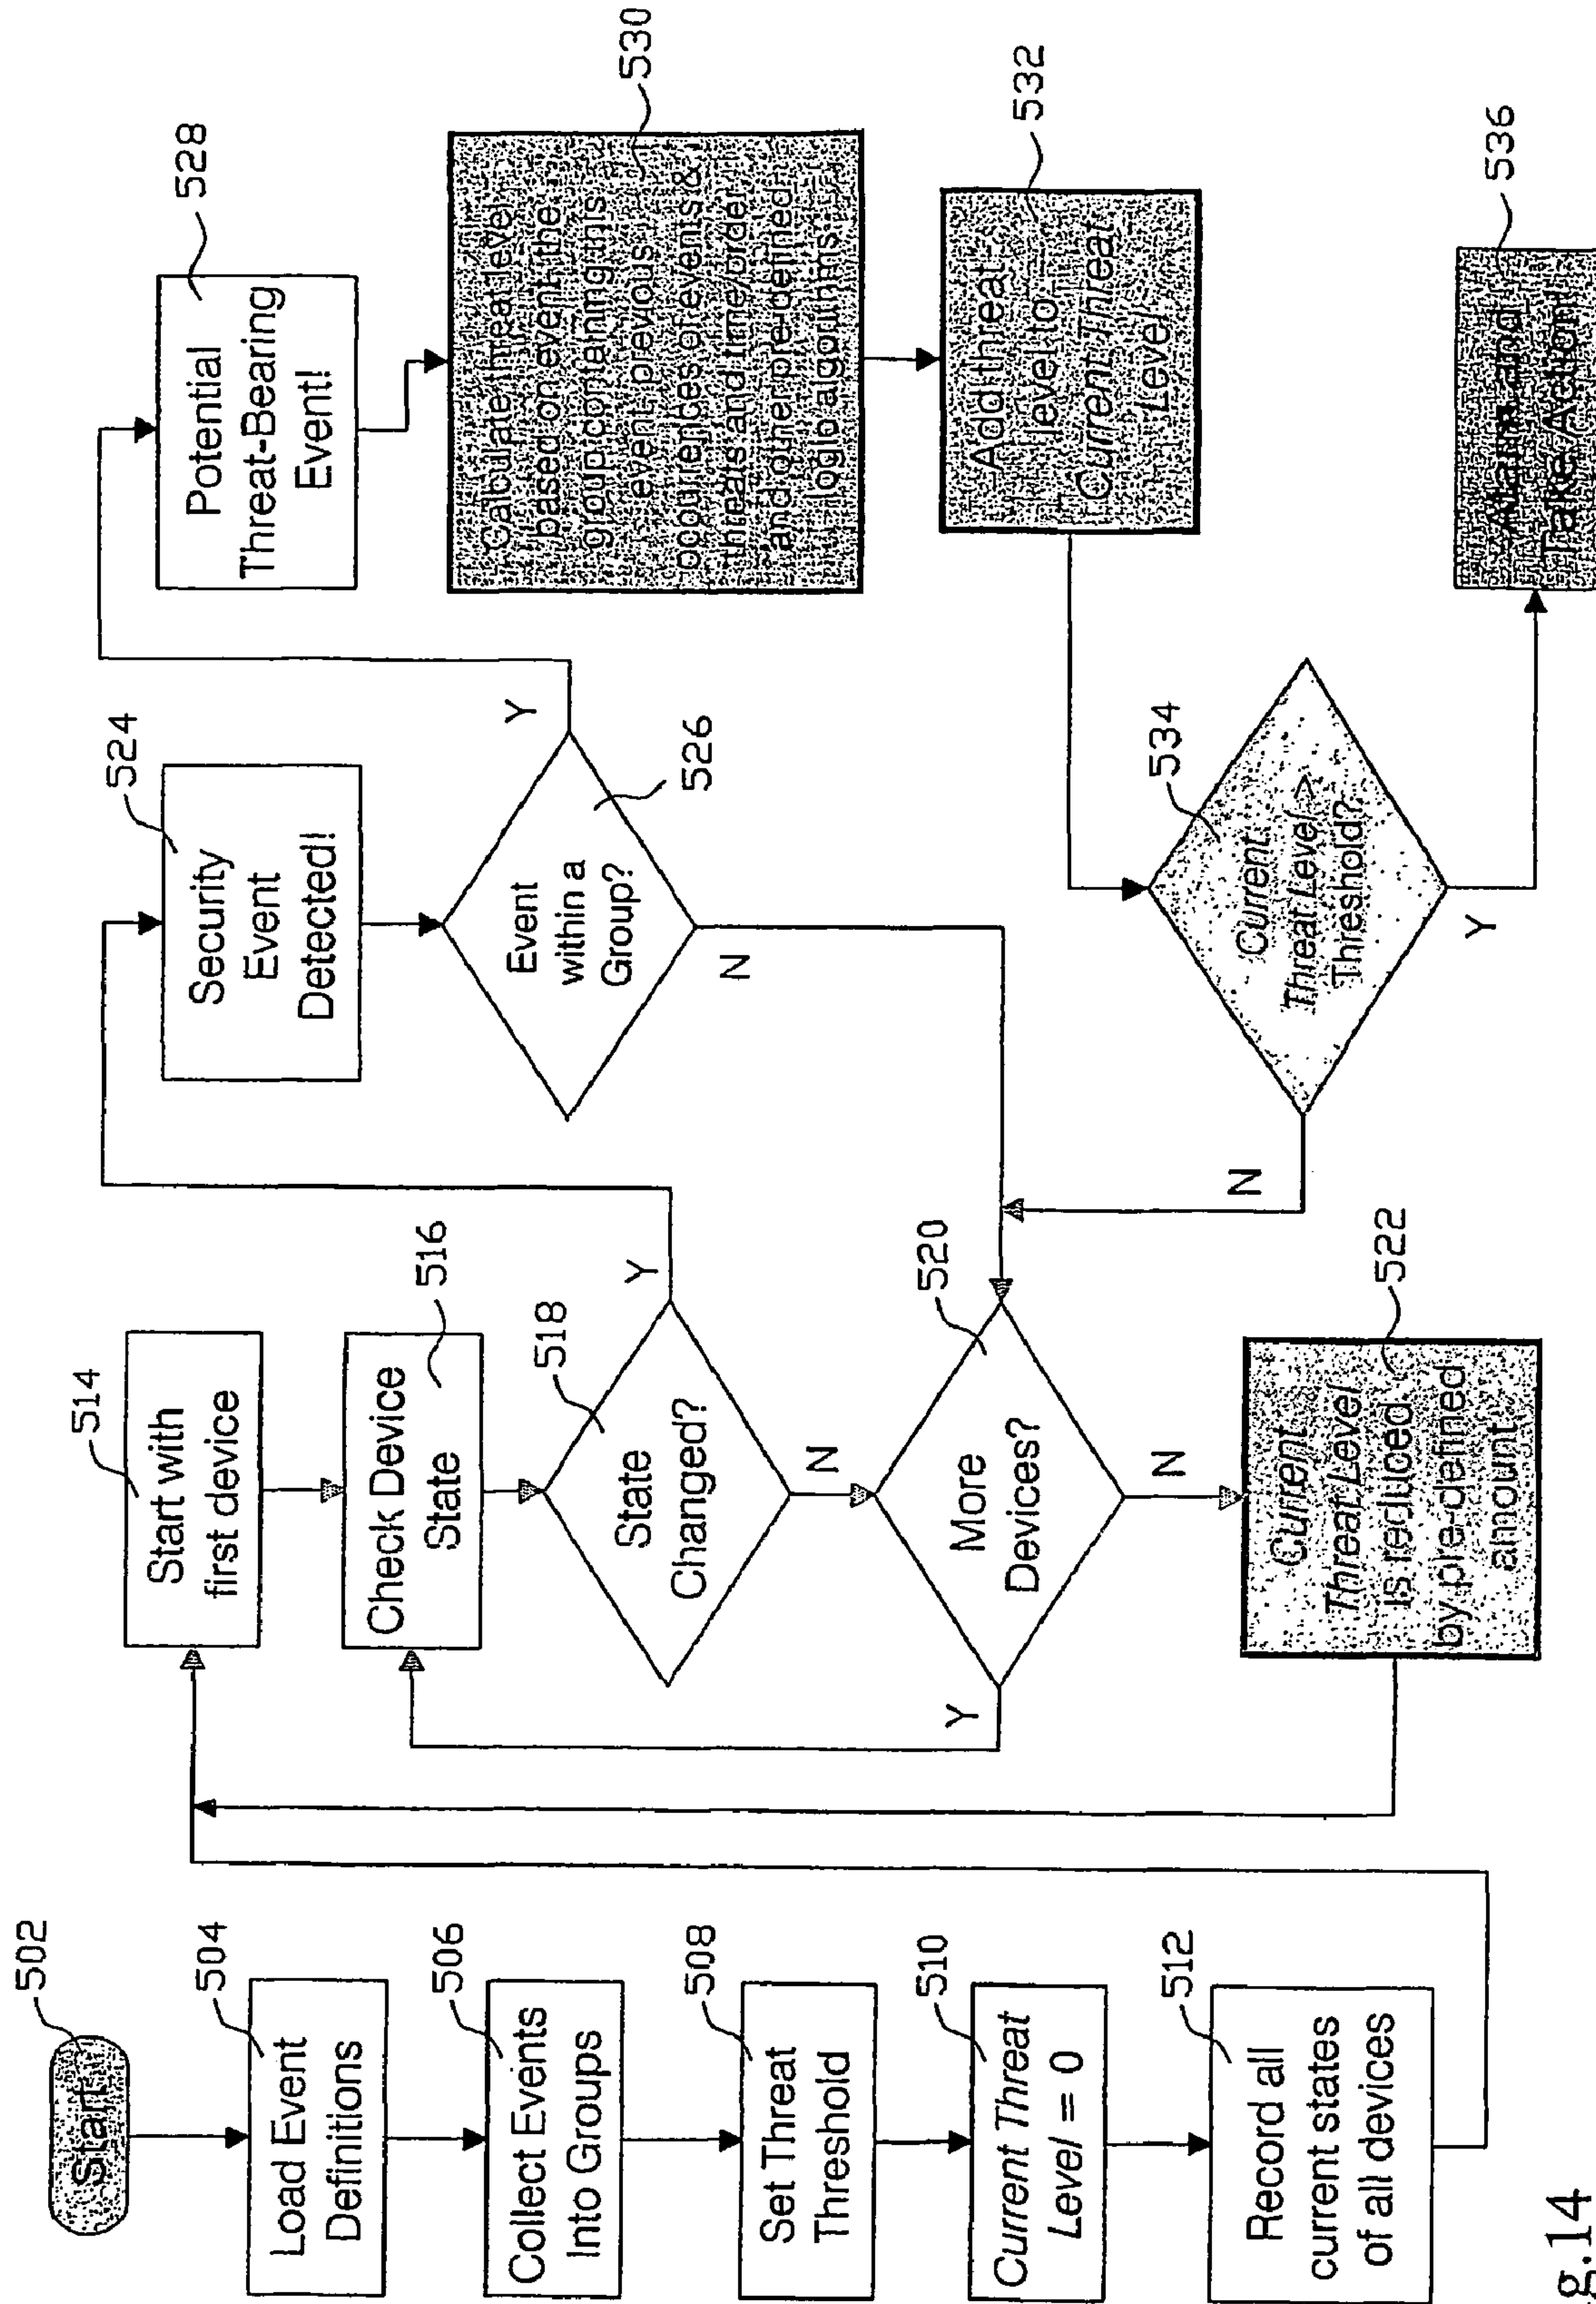 502
Start
504
Load Event
Definitions
506
Collect Events
Into Groups
508
Set Threat
Threshold
510
Current Threat
Level = 0
512
Record all
current states
of all devices
514
Start with
first device
516
Check Device
State
518
State
Changed?
Y
N
520
More
Devices?
Y
N
522
Current
Threat Level
is reduced
by pre-defined
amount
524
Security
Event
Detected!
526
Event
within a
Group?
Y
N
528
Potential
Threat-Bearing
Event!
530
Calculate threat level
based on event, the
group containing this
event, previous
occurrences of events &
threats and time/order
and other pre-defined
logic algorithms
532
Add threat
level to
Current Threat
Level
534
Current
Threat Level >
Threshold?
N
Y
536
Alarm and
Take Action!
g.14